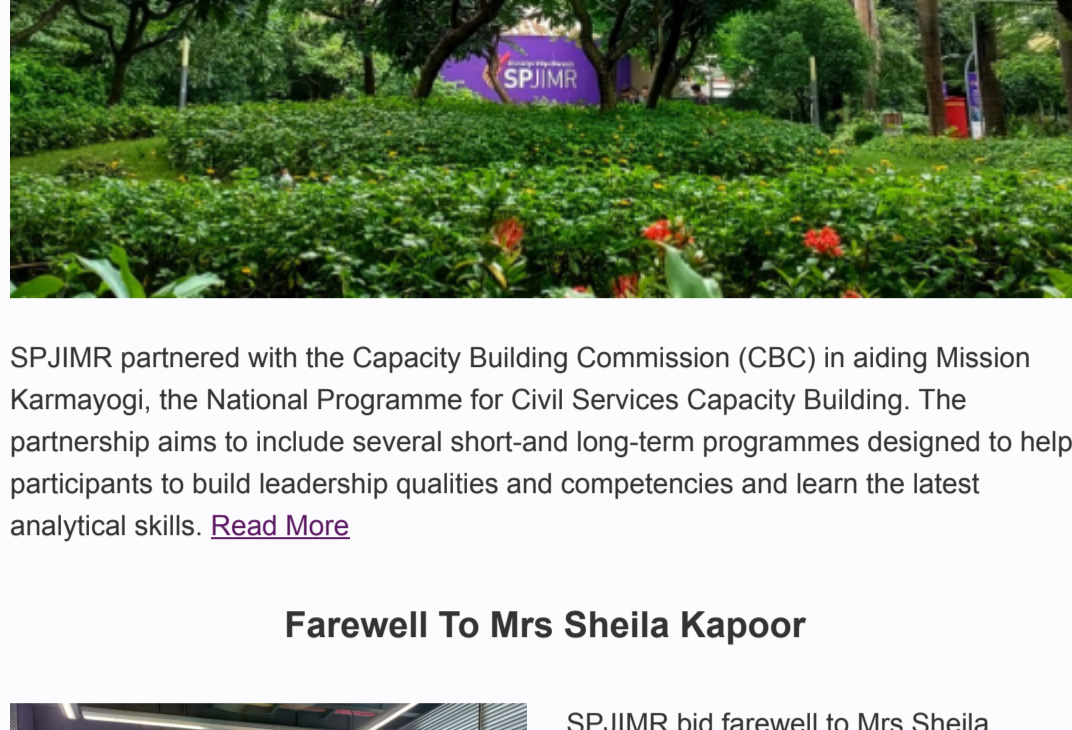 SPJIMR
SPJIMR partnered with the Capacity Building Commission (CBC) in aiding Mission
Karmayogi, the National Programme for Civil Services Capacity Building. The
partnership aims to include several short-and long-term programmes designed to help
participants to build leadership qualities and competencies and learn the latest
analytical skills. Read More
Farewell To Mrs Sheila Kapoor
SPJIMR bid farewell to Mrs Sheila